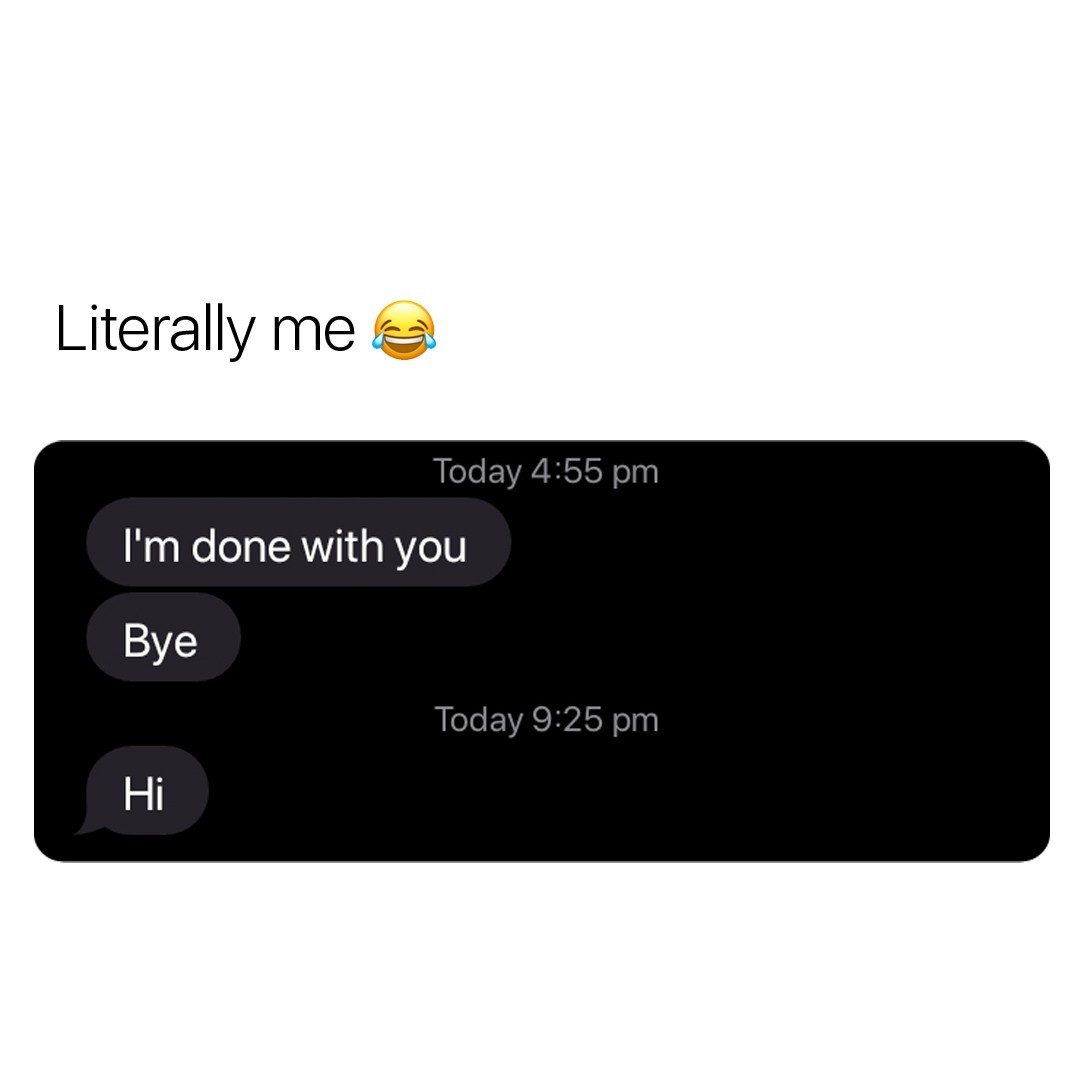 Literally me 😂
Today 4:55 pm
I'm done with you
Bye
Today 9:25 pm
Hi